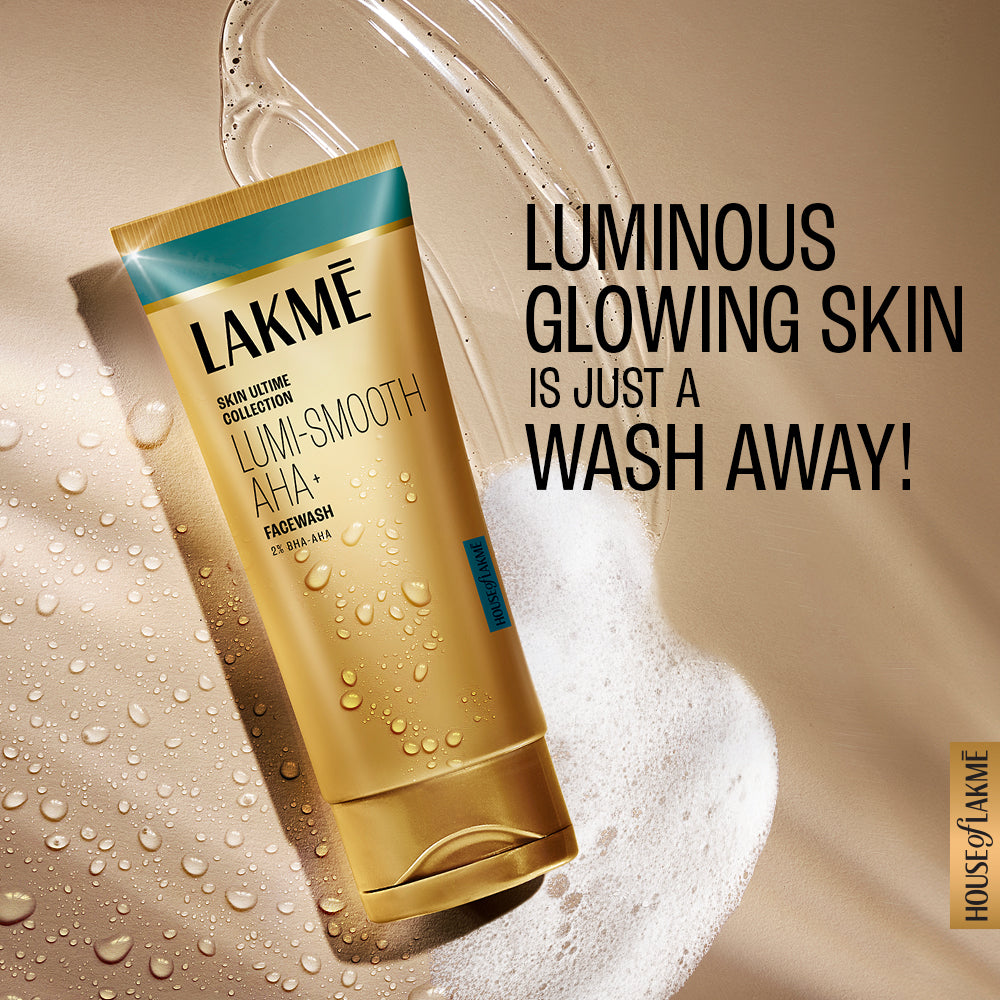 LAKMĒ
SKIN ULTIME
COLLECTION
LUMI-SMOOTH
AHA+
FACEWASH
2% BHA-AHA
HOUSE of LAKMĒ
LUMINOUS
GLOWING SKIN
IS JUST A
WASH AWAY!
HOUSE of LAKMĒ